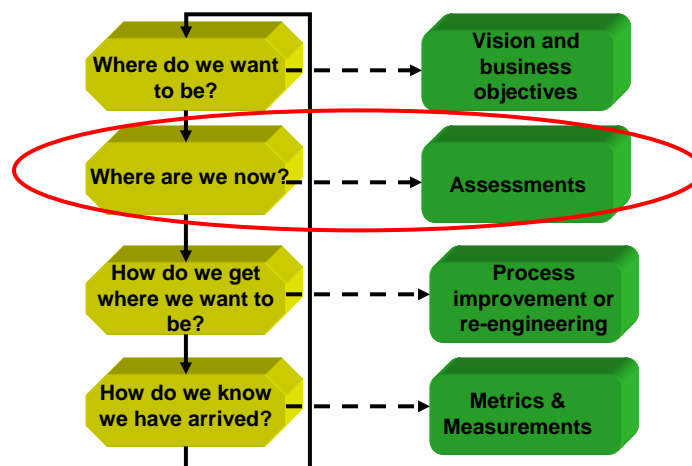 Where do we want
to be?
Vision and
business
objectives
Where are we now?
Assessments
How do we get
where we want to
be?
Process
improvement or
re-engineering
How do we know
we have arrived?
Metrics &
Measurements